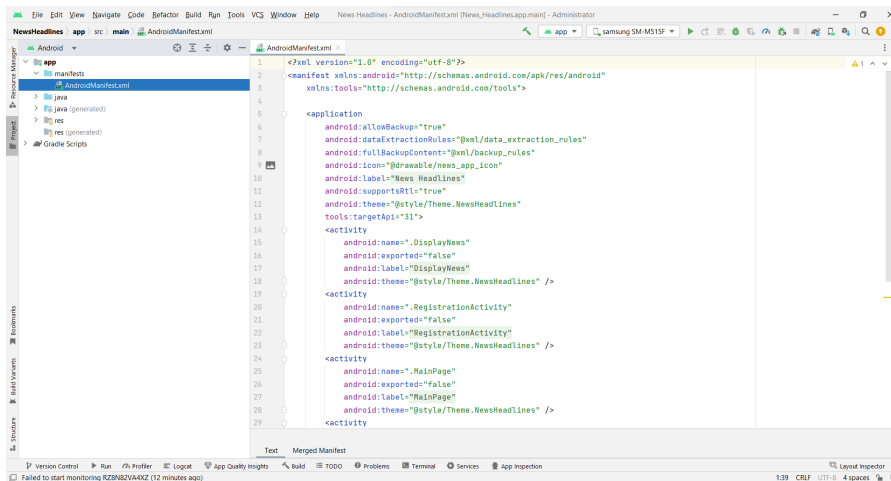 File Edit View Navigate Code Refactor Build Run Tools VCS Window Help News Headlines - AndroidManifest.xml [News_Headlines.app.main] - Administrator
NewsHeadlines app src main AndroidManifest.xml app samsung SM-M515F
Android AndroidManifest.xml
Resource Manager
Project
Bookmarks
Build Variants
Structure
app
manifests
AndroidManifest.xml
java
java (generated)
res
res (generated)
Gradle Scripts
1 <?xml version="1.0" encoding="utf-8"?> 1
2 <manifest xmlns:android="http://schemas.android.com/apk/res/android"
3 xmlns:tools="http://schemas.android.com/tools">
4
5 <application
6 android:allowBackup="true"
7 android:dataExtractionRules="@xml/data_extraction_rules"
8 android:fullBackupContent="@xml/backup_rules"
9 android:icon="@drawable/news_app_icon"
10 android:label="News Headlines"
11 android:supportsRtl="true"
12 android:theme="@style/Theme.NewsHeadlines"
13 tools:targetApi="31">
14 <activity
15 android:name=".DisplayNews"
16 android:exported="false"
17 android:label="DisplayNews"
18 android:theme="@style/Theme.NewsHeadlines" />
19 <activity
20 android:name=".RegistrationActivity"
21 android:exported="false"
22 android:label="RegistrationActivity"
23 android:theme="@style/Theme.NewsHeadlines" />
24 <activity
25 android:name=".MainPage"
26 android:exported="false"
27 android:label="MainPage"
28 android:theme="@style/Theme.NewsHeadlines" />
29 <activity
Text Merged Manifest
Version Control Run Profiler Logcat App Quality Insights Build TODO Problems Terminal Services App Inspection Layout Inspector
Failed to start monitoring RZ8N82VA4XZ (12 minutes ago) 1:39 CRLF UTF-8 4 spaces